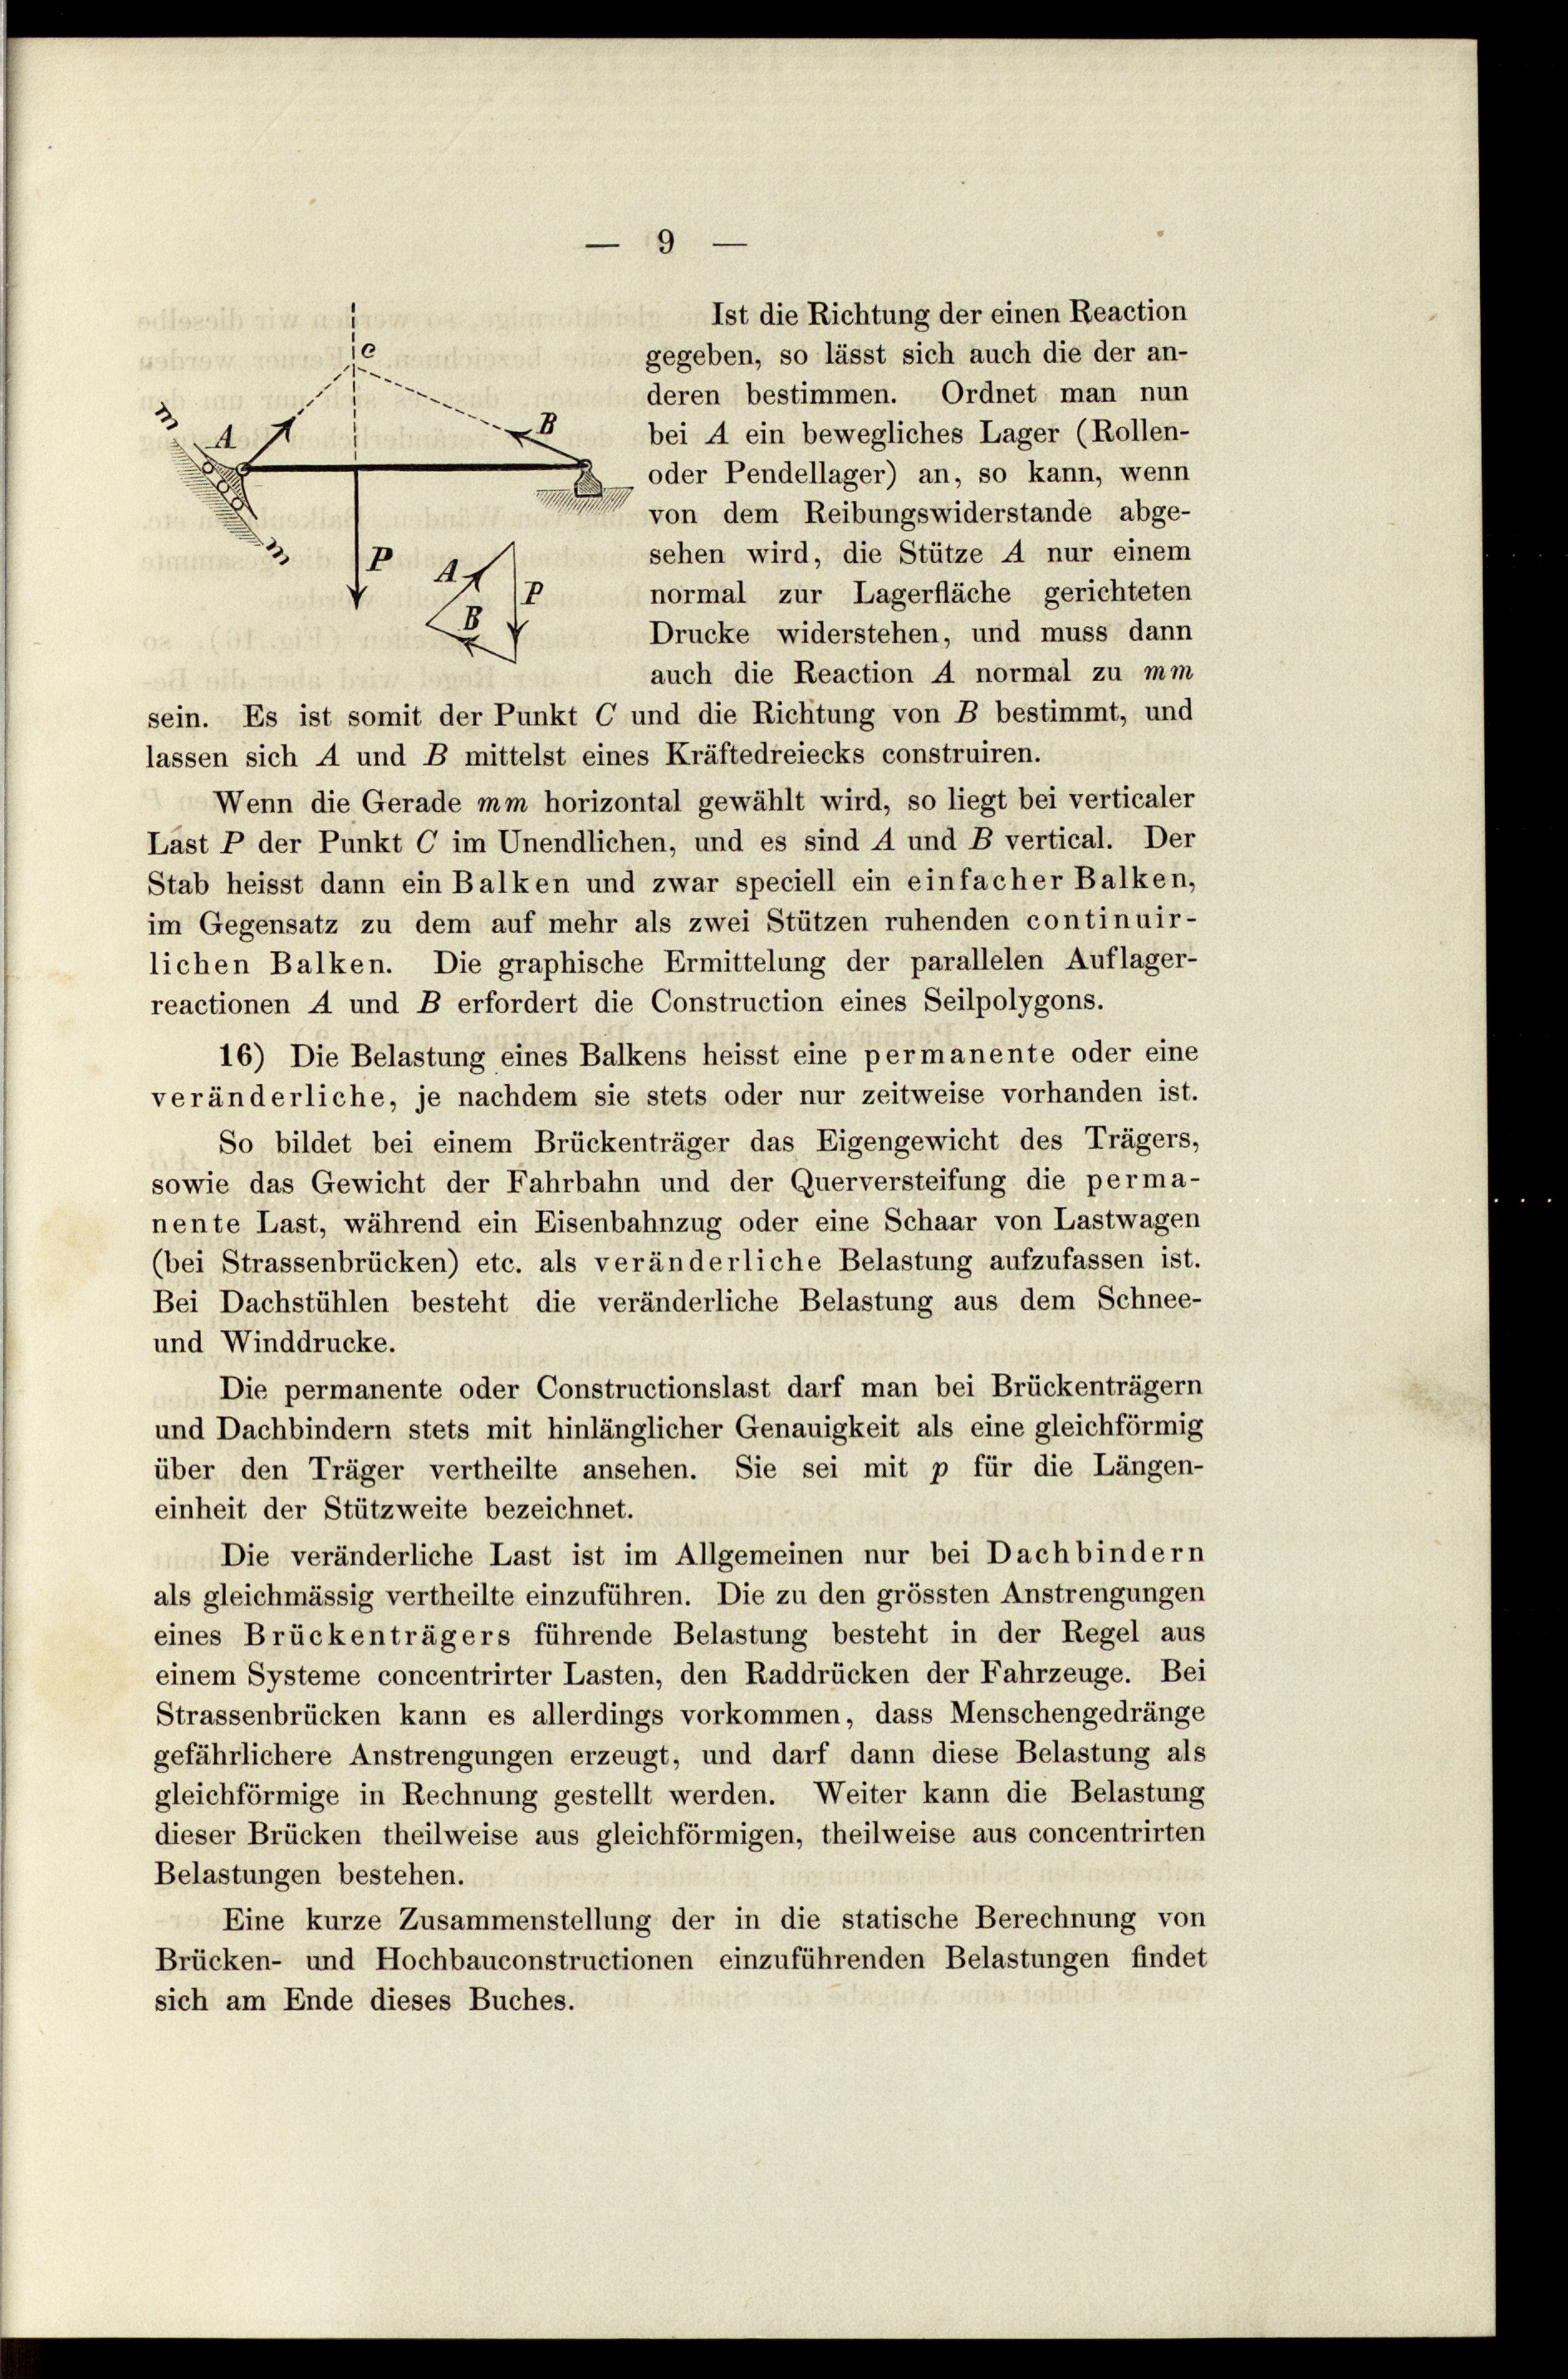 — 9 —
C
m
A
B
m
P
A
P
B
Ist die Richtung der einen Reaction
gegeben, so lässt sich auch die der an-
deren bestimmen. Ordnet man nun
bei A ein bewegliches Lager (Rollen-
oder Pendellager) an, so kann, wenn
von dem Reibungswiderstande abge-
sehen wird, die Stütze A nur einem
normal zur Lagerfläche gerichteten
Drucke widerstehen, und muss dann
auch die Reaction A normal zu mm
sein. Es ist somit der Punkt C und die Richtung von B bestimmt, und
lassen sich A und B mittelst eines Kräftedreiecks construiren.
Wenn die Gerade mm horizontal gewählt wird, so liegt bei verticaler
Last P der Punkt C im Unendlichen, und es sind A und B vertical. Der
Stab heisst dann ein Balken und zwar speciell ein einfacher Balken,
im Gegensatz zu dem auf mehr als zwei Stützen ruhenden continuir-
lichen Balken. Die graphische Ermittelung der parallelen Auflager-
reactionen A und B erfordert die Construction eines Seilpolygons.
16) Die Belastung eines Balkens heisst eine permanente oder eine
veränderliche, je nachdem sie stets oder nur zeitweise vorhanden ist.
So bildet bei einem Brückenträger das Eigengewicht des Trägers,
sowie das Gewicht der Fahrbahn und der Querversteifung die perma-
nente Last, während ein Eisenbahnzug oder eine Schaar von Lastwagen
(bei Strassenbrücken) etc. als veränderliche Belastung aufzufassen ist.
Bei Dachstühlen besteht die veränderliche Belastung aus dem Schnee-
und Winddrucke.
Die permanente oder Constructionslast darf man bei Brückenträgern
und Dachbindern stets mit hinlänglicher Genauigkeit als eine gleichförmig
über den Träger vertheilte ansehen. Sie sei mit p für die Längen-
einheit der Stützweite bezeichnet.
Die veränderliche Last ist im Allgemeinen nur bei Dachbindern
als gleichmässig vertheilte einzuführen. Die zu den grössten Anstrengungen
eines Brückenträgers führende Belastung besteht in der Regel aus
einem Systeme concentrirter Lasten, den Raddrücken der Fahrzeuge. Bei
Strassenbrücken kann es allerdings vorkommen, dass Menschengedränge
gefährlichere Anstrengungen erzeugt, und darf dann diese Belastung als
gleichförmige in Rechnung gestellt werden. Weiter kann die Belastung
dieser Brücken theilweise aus gleichförmigen, theilweise aus concentrirten
Belastungen bestehen.
Eine kurze Zusammenstellung der in die statische Berechnung von
Brücken- und Hochbauconstructionen einzuführenden Belastungen findet
sich am Ende dieses Buches.